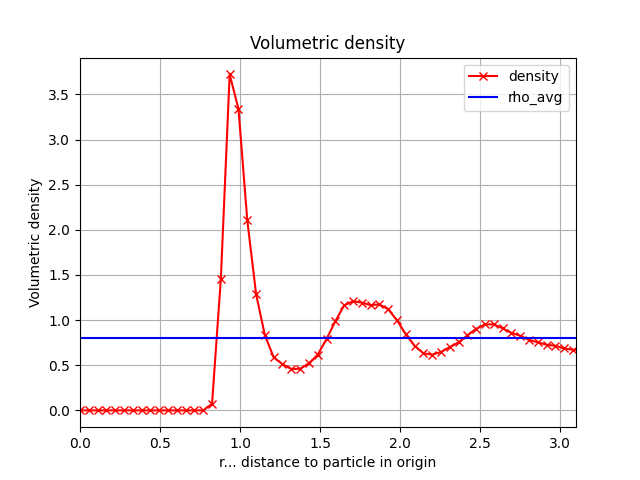 Volumetric density
density
rho_avg
Volumetric density
3.5
3.0
2.5
2.0
1.5
1.0
0.5
0.0
0.0 0.5 1.0 1.5 2.0 2.5 3.0
r... distance to particle in origin